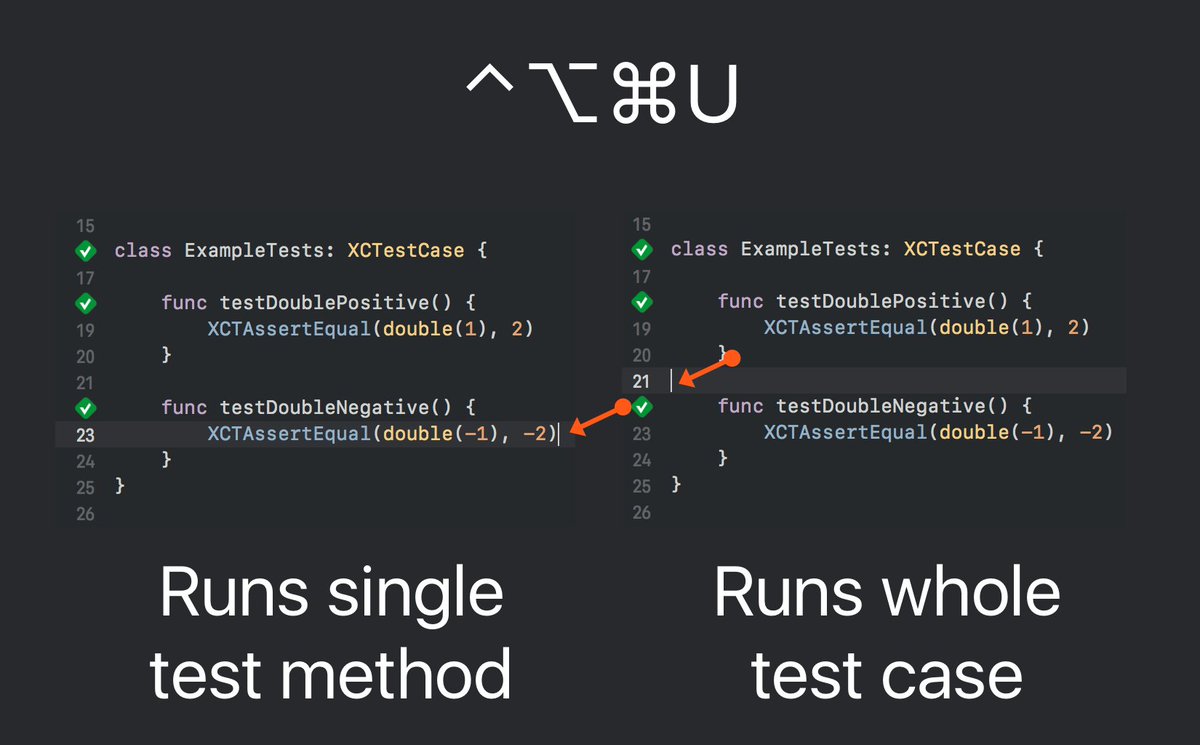 ⌃⌥⌘U
15
class ExampleTests: XCTestCase {
17
func testDoublePositive() {
19 XCTAssertEqual(double(1), 2)
20 }
21
func testDoubleNegative() {
23 XCTAssertEqual(double(-1), -2)
24 }
25 }
26
Runs single
test method
15
class ExampleTests: XCTestCase {
17
func testDoublePositive() {
19 XCTAssertEqual(double(1), 2)
20 }
21
func testDoubleNegative() {
23 XCTAssertEqual(double(-1), -2)
24 }
25 }
26
Runs whole
test case